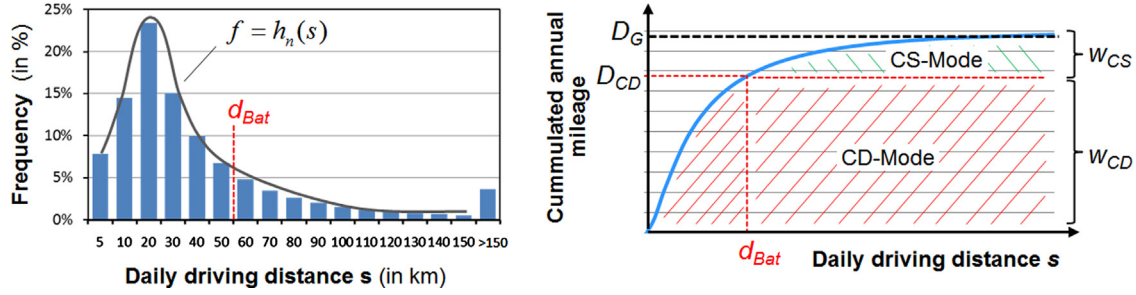 25%
20%
15%
10%
5%
0%
Frequency (in %)
f = hn(s)
dBat
5 10 20 30 40 50 60 70 80 90 100 110 120 130 140 150 >150
Daily driving distance s (in km)
Cummulated annual
mileage
DG
DCD
CS-Mode
CD-Mode
wCS
wCD
dBat
Daily driving distance s